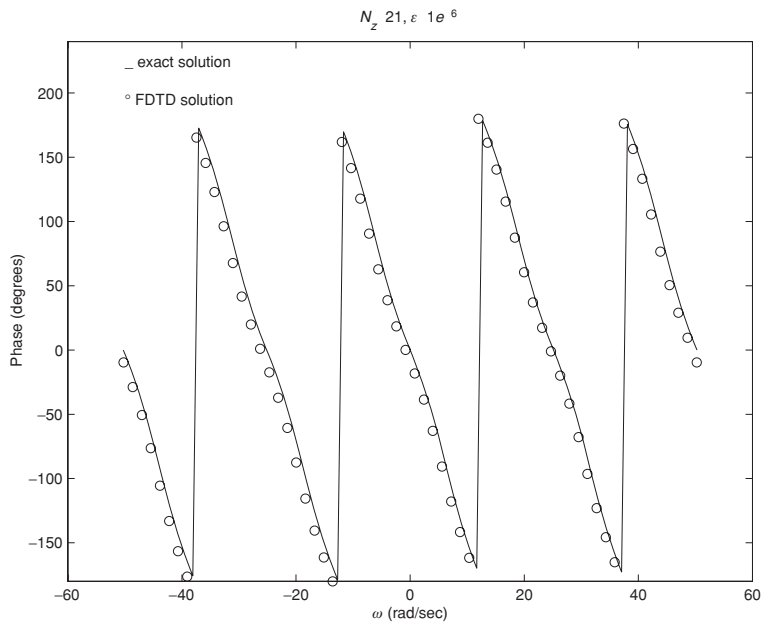 N_z 21, ε 1e^6
_ exact solution
° FDTD solution
200
150
100
50
0
−50
−100
−150
Phase (degrees)
−60 −40 −20 0 20 40 60
ω (rad/sec)